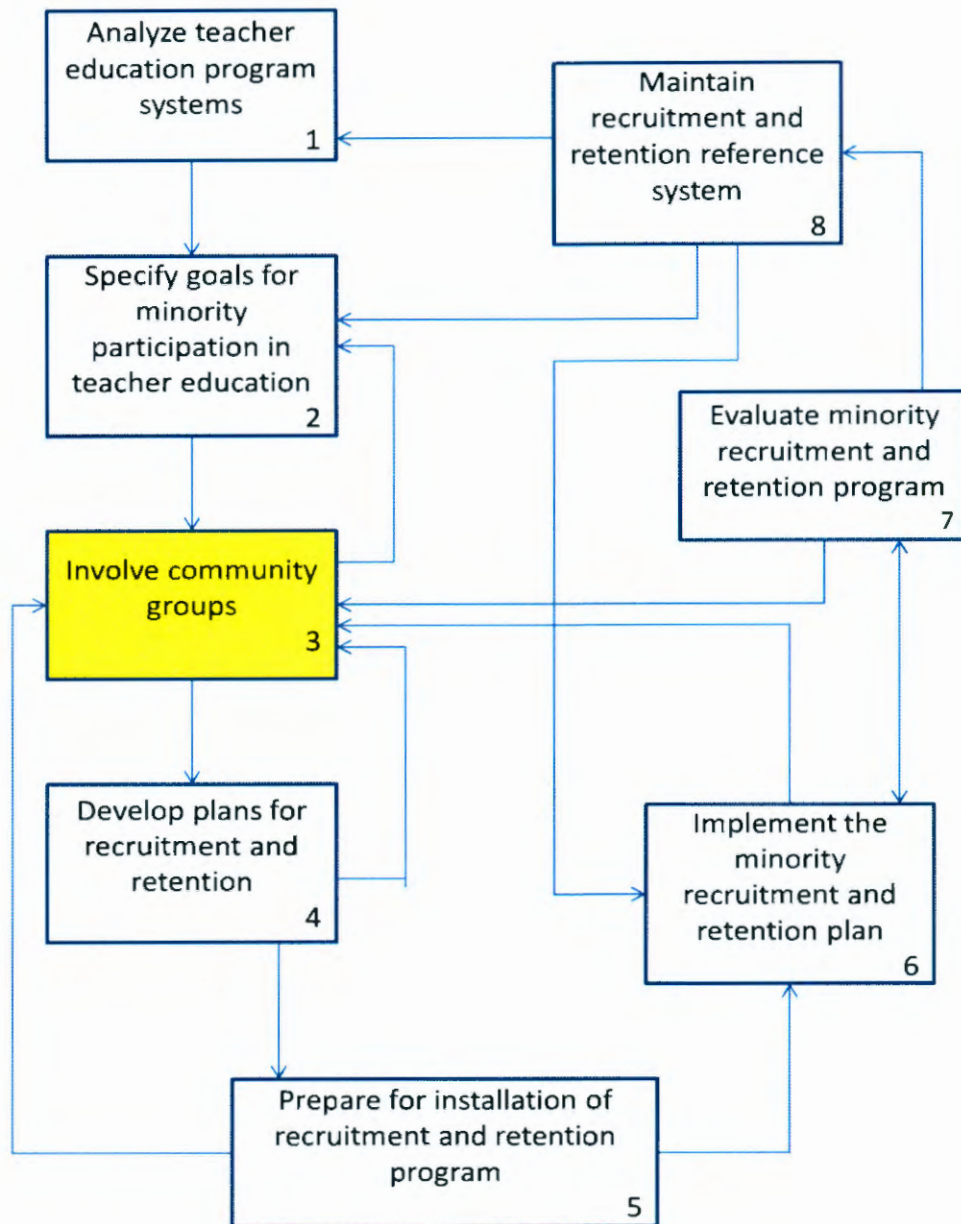 Analyze teacher
education program
systems
1
Specify goals for
minority
participation in
teacher education
2
Involve community
groups
3
Develop plans for
recruitment and
retention
4
Prepare for installation of
recruitment and retention
program
5
Implement the
minority
recruitment and
retention plan
6
Evaluate minority
recruitment and
retention program
7
Maintain
recruitment and
retention reference
system
8